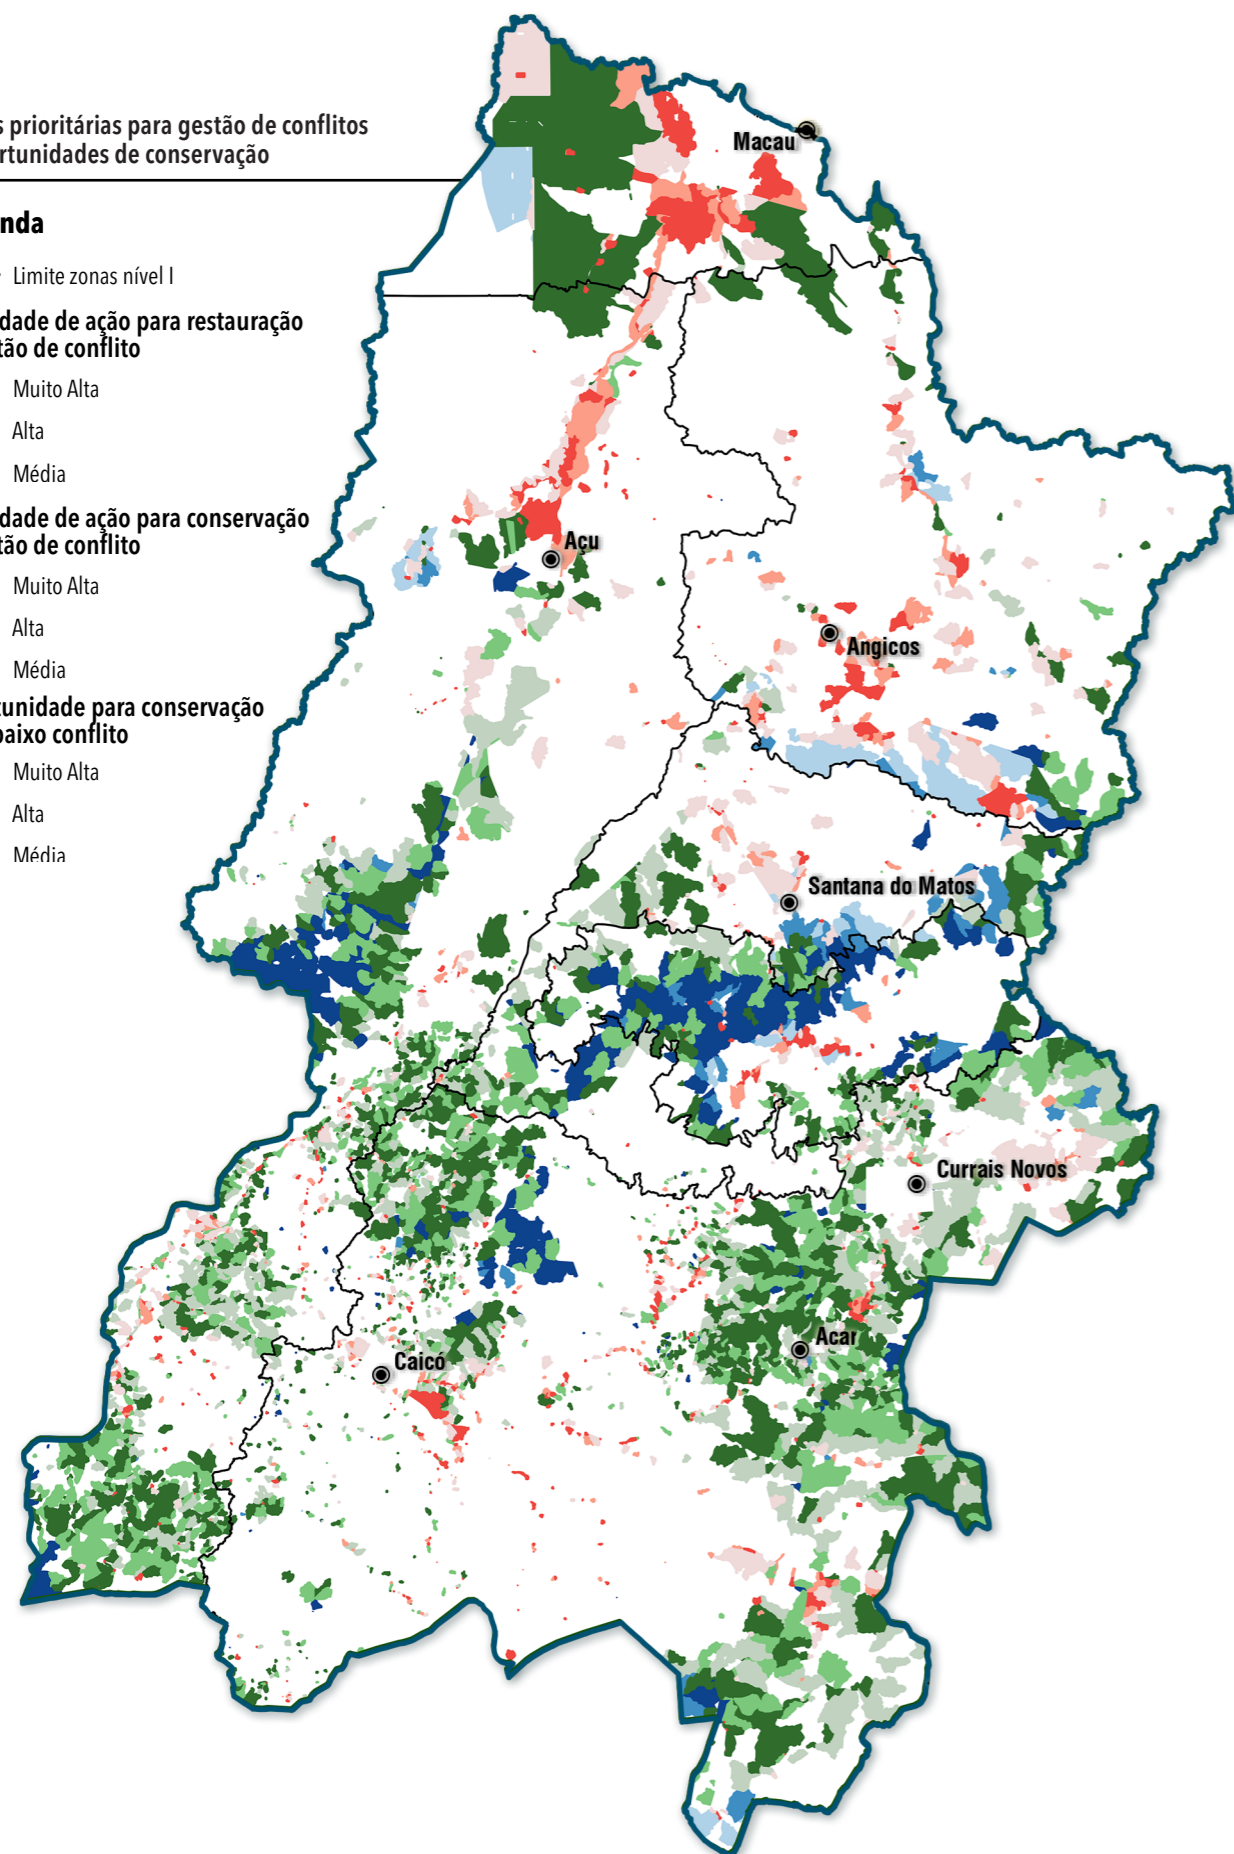 s prioritárias para gestão de conflitos
rtunidades de conservação
nda
Limite zonas nível I
dade de ação para restauração
tão de conflito
Muito Alta
Alta
Média
dade de ação para conservação
tão de conflito
Muito Alta
Alta
Média
tunidade para conservação
baixo conflito
Muito Alta
Alta
Média
Macau
Açu
Angicos
Santana do Matos
Currais Novos
Acari
Caicó